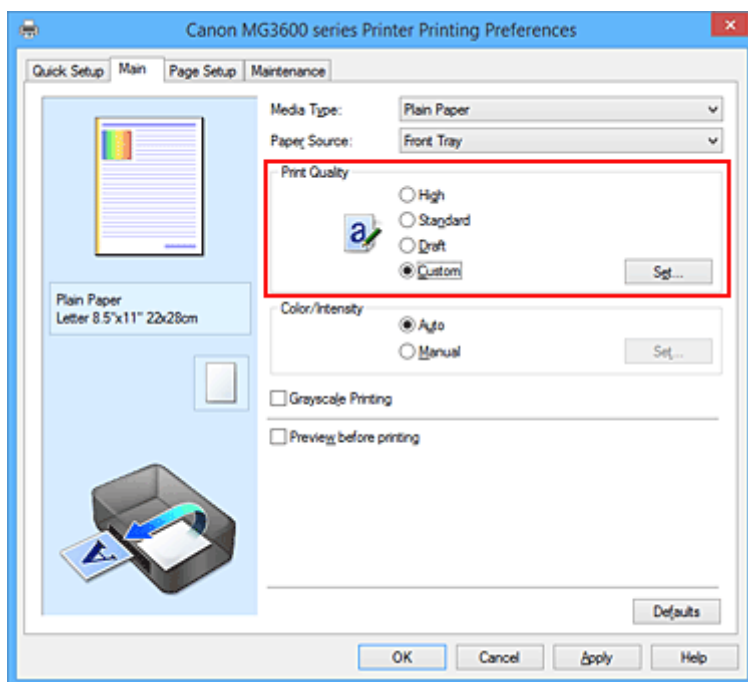 Canon MG3600 series Printer Printing Preferences
Quick Setup Main Page Setup Maintenance
Media Type: Plain Paper
Paper Source: Front Tray
Print Quality
High
Standard
Draft
Custom Set...
Plain Paper
Letter 8.5"x11" 22x28cm
Color/Intensity
Auto
Manual Set...
Grayscale Printing
Preview before printing
Defaults
OK Cancel Apply Help